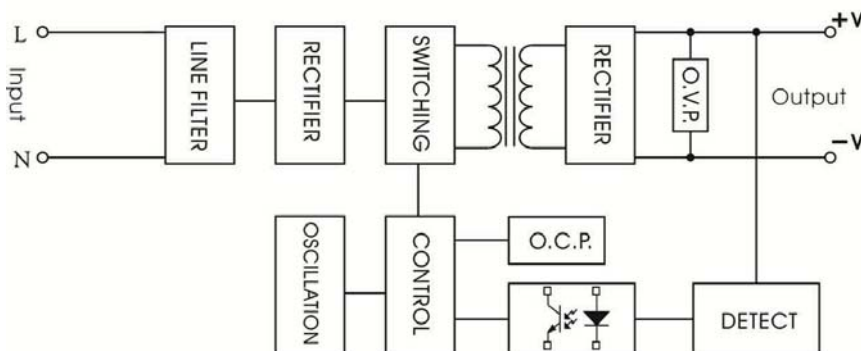 L
Input
N
LINE FILTER
RECTIFIER
SWITCHING
RECTIFIER
O.V.P.
+V
Output
−V
OSCILLATION
CONTROL
O.C.P.
DETECT